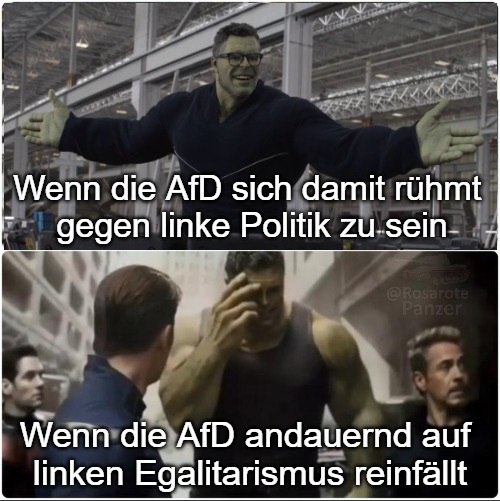 Wenn die AfD sich damit rühmt
gegen linke Politik zu sein
@Rosarote
Panzer
Wenn die AfD andauernd auf
linken Egalitarismus reinfällt